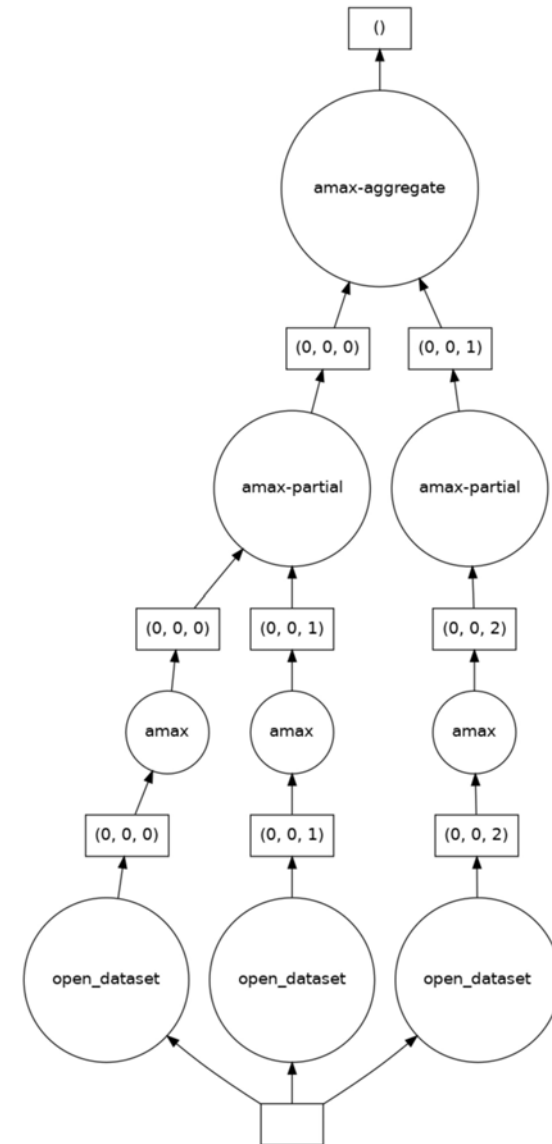 ()
amax-aggregate
(0, 0, 0) (0, 0, 1)
amax-partial amax-partial
(0, 0, 0) (0, 0, 1) (0, 0, 2)
amax amax amax
(0, 0, 0) (0, 0, 1) (0, 0, 2)
open_dataset open_dataset open_dataset